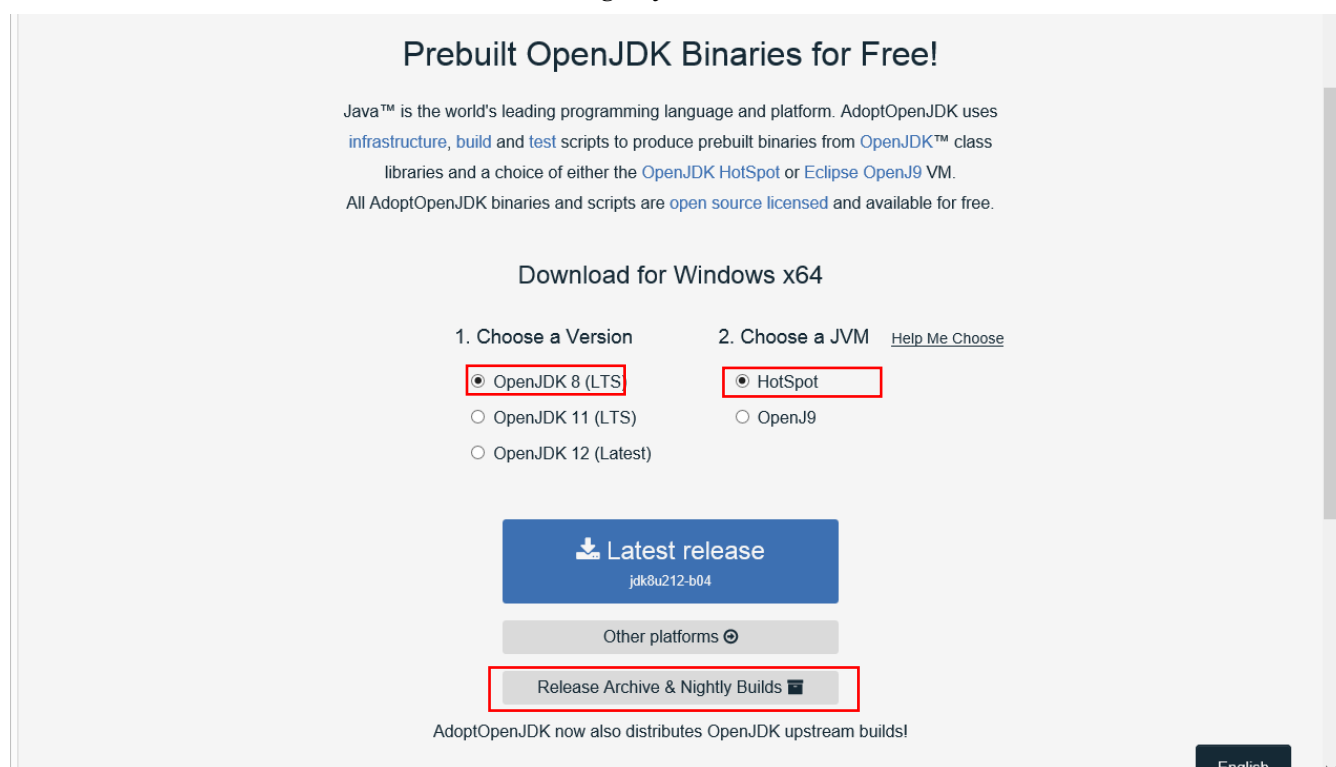 Prebuilt OpenJDK Binaries for Free!
Java™ is the world's leading programming language and platform. AdoptOpenJDK uses
infrastructure, build and test scripts to produce prebuilt binaries from OpenJDK™ class
libraries and a choice of either the OpenJDK HotSpot or Eclipse OpenJ9 VM.
All AdoptOpenJDK binaries and scripts are open source licensed and available for free.
Download for Windows x64
1. Choose a Version
2. Choose a JVM Help Me Choose
OpenJDK 8 (LTS)
HotSpot
OpenJDK 11 (LTS)
OpenJ9
OpenJDK 12 (Latest)
Latest release
jdk8u212-b04
Other platforms
Release Archive & Nightly Builds
AdoptOpenJDK now also distributes OpenJDK upstream builds!
English